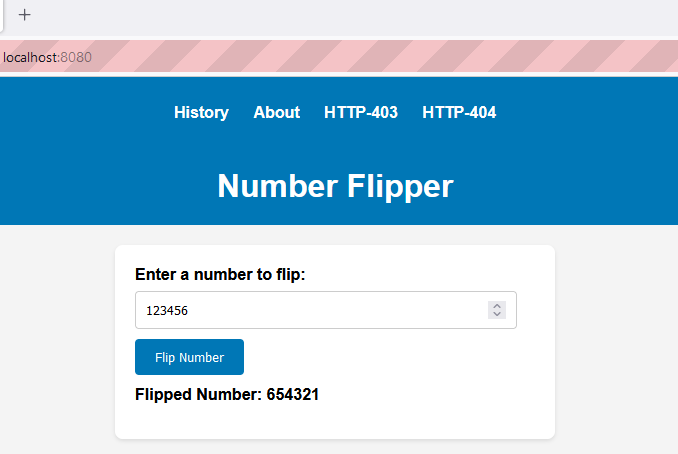 localhost:8080
History About HTTP-403 HTTP-404
Number Flipper
Enter a number to flip:
123456
Flip Number
Flipped Number: 654321